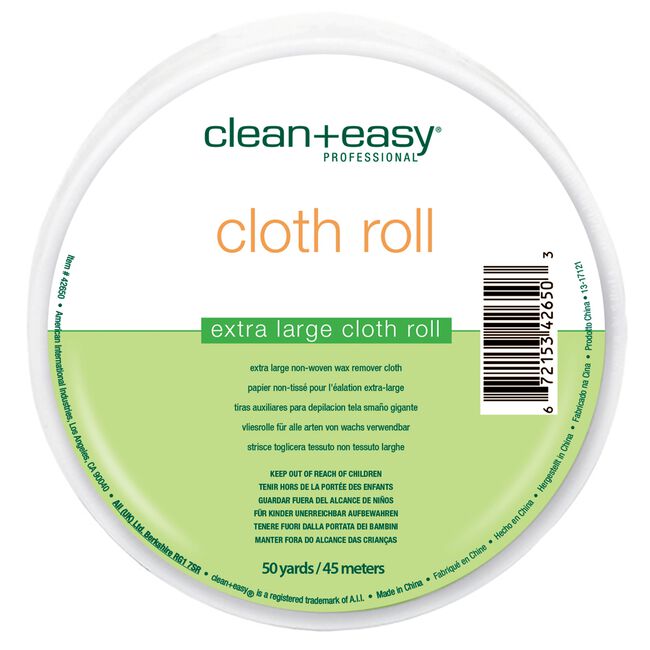 clean+easy®
PROFESSIONAL
cloth roll
extra large cloth roll
extra large non-woven wax remover cloth
papier non-tissé pour l'éalation extra-large
tiras auxiliares para depilacion tela smaño gigante
vliesrolle für alle arten von wachs verwendbar
strisce toglicera tessuto non tessuto larghe
KEEP OUT OF REACH OF CHILDREN
TENIR HORS DE LA PORTÉE DES ENFANTS
GUARDAR FUERA DEL ALCANCE DE NIÑOS
FÜR KINDER UNERREICHBAR AUFBEWAHREN
TENERE FUORI DALLA PORTATA DEI BAMBINI
MANTER FORA DO ALCANCE DAS CRIANÇAS
50 yards / 45 meters
6 72153 42650 3
Item # 42650 • American International Industries, Los Angeles, CA 90040 • AII, (UK) Ltd. Berkshire RG1 7SR • clean+easy® is a registered trademark of A.I.I. • Made in China • Fabriqué en Chine • Hecho en China • Hergestellt in China • Fabricado na Cina • Prodotto China • 13-17121